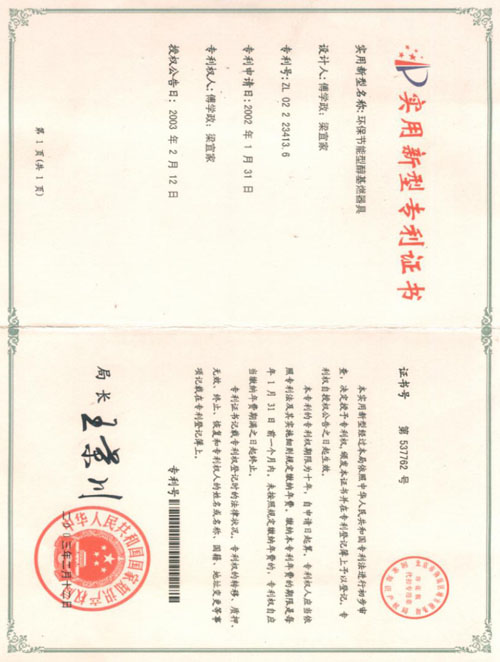 实用新型专利证书
实用新型名称: 环保节能型醇基燃器具
设计人: 傅学政; 梁宜家
专利号: ZL 02 2 23413.6
专利申请日: 2002 年 1 月 31 日
专利权人: 傅学政; 梁宜家
授权公告日: 2003 年 2 月 12 日
第 1 页(共 1 页)
证书号 第 537762 号
本实用新型经过本局依照中华人民共和国专利法进行初步审
查, 决定授予专利权, 颁发本证书并在专利登记簿上予以登记。专
利权自授权公告之日起生效。
本专利的专利权期限为十年, 自申请日起算。专利权人应当依
照专利法及其实施细则规定缴纳年费。缴纳本专利年费的期限是每
年 1 月 31 日 前一个月内。未按照规定缴纳年费的, 专利权自应
当缴纳年费期满之日起终止。
专利证书记载专利权登记时的法律状况。专利权的转移、质押、
无效、终止、恢复和专利权人的姓名或名称、国籍、地址变更等事
项记载在专利登记簿上。
专利号
局长 王景川
中华人民共和国国家知识产权局
二〇〇三年二月十二日